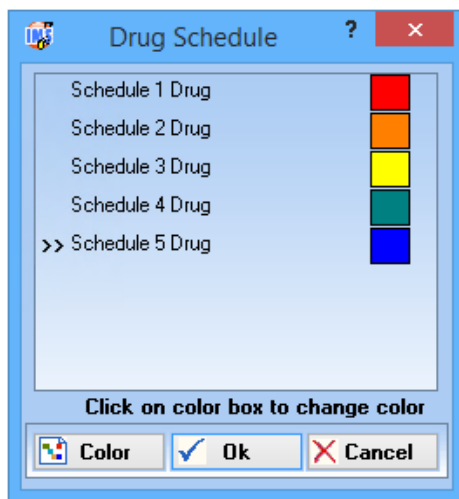 IMS
Drug Schedule ?
Schedule 1 Drug
Schedule 2 Drug
Schedule 3 Drug
Schedule 4 Drug
>> Schedule 5 Drug
Click on color box to change color
Color Ok Cancel